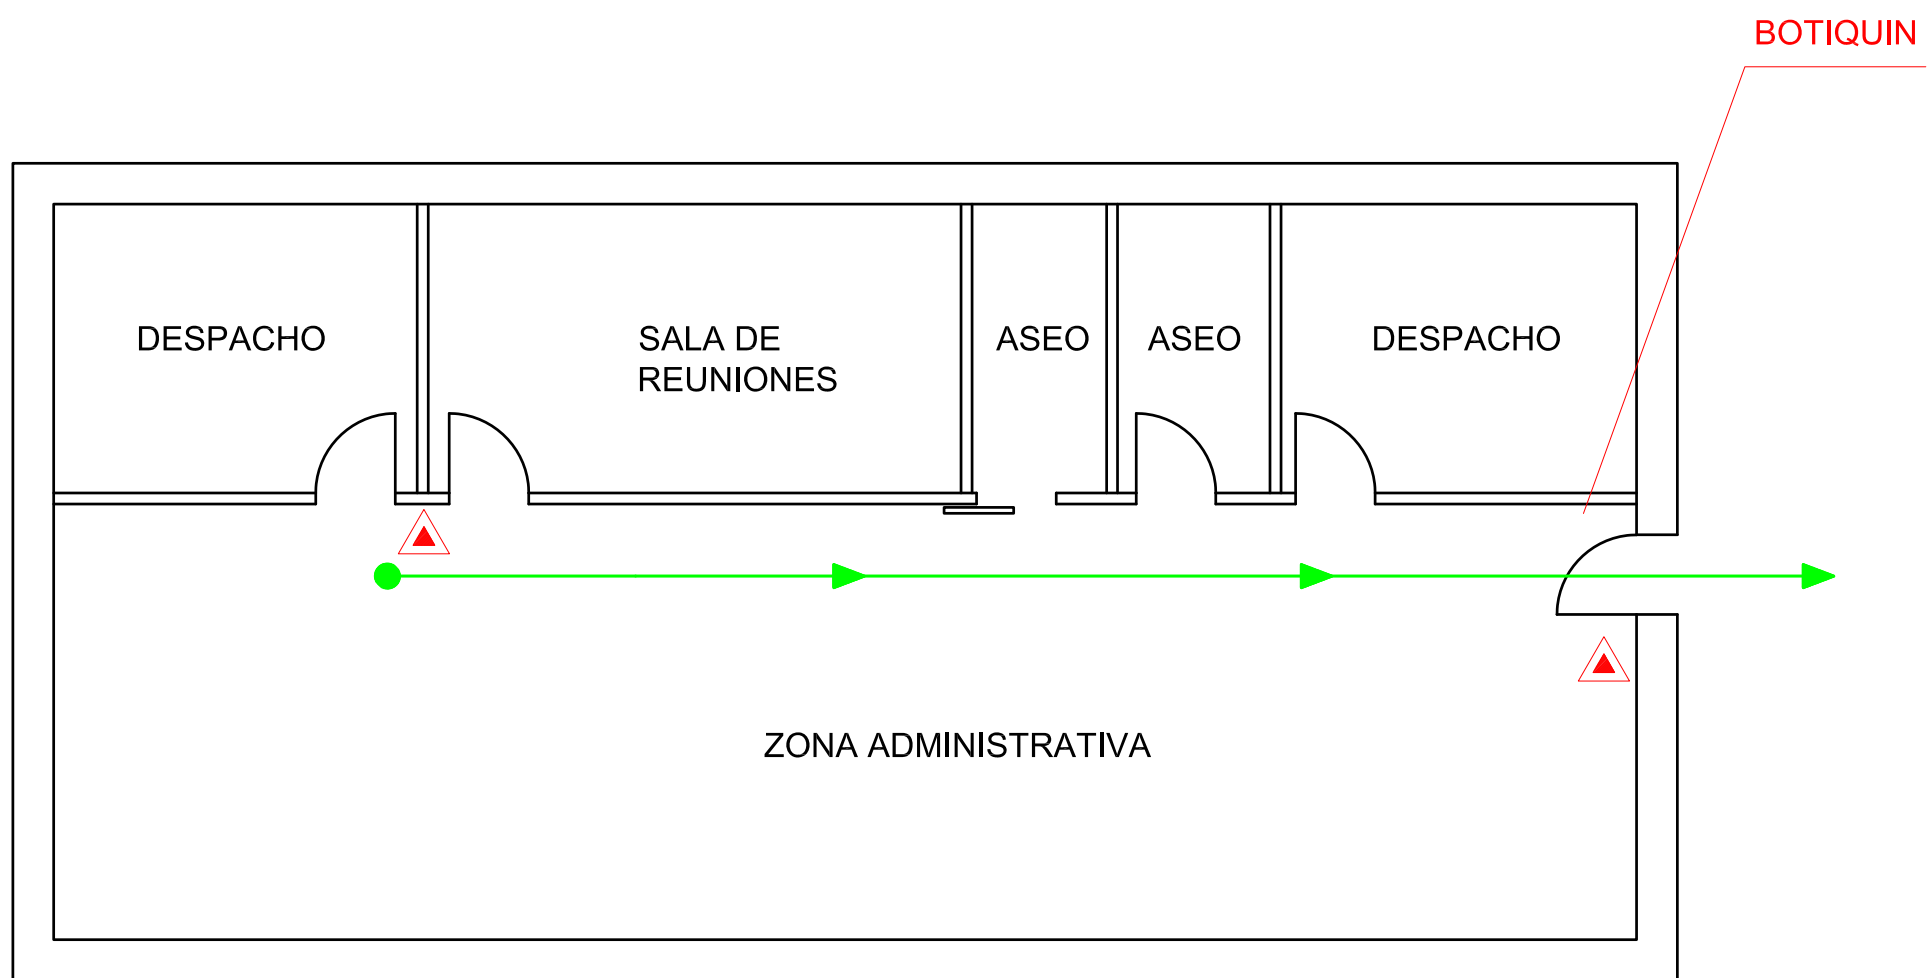 BOTIQUIN
DESPACHO
SALA DE
REUNIONES
ASEO
ASEO
DESPACHO
ZONA ADMINISTRATIVA